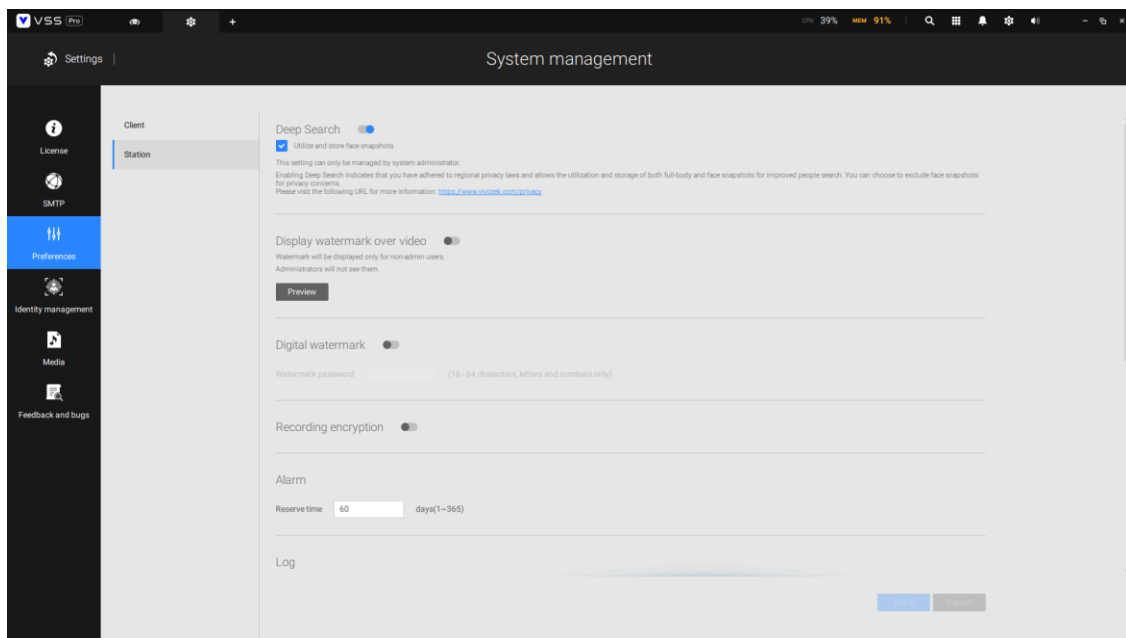 VSS Pro
+
CPU 39% MEM 91%
Settings
System management
License
SMTP
Preferences
Identity management
Media
Feedback and bugs
Client
Station
Deep Search
Utilize and store face snapshots
This setting can only be managed by system administrator.
Enabling Deep Search indicates that you have adhered to regional privacy laws and allows the utilization and storage of both full-body and face snapshots for improved people search. You can choose to exclude face snapshots
for privacy concerns.
Please visit the following URL for more information: https://www.vivotek.com/privacy
Display watermark over video
Watermark will be displayed only for non-admin users.
Administrators will not see them.
Preview
Digital watermark
Watermark password (16~64 characters, letters and numbers only)
Recording encryption
Alarm
Reserve time 60 days(1~365)
Log
Apply Cancel